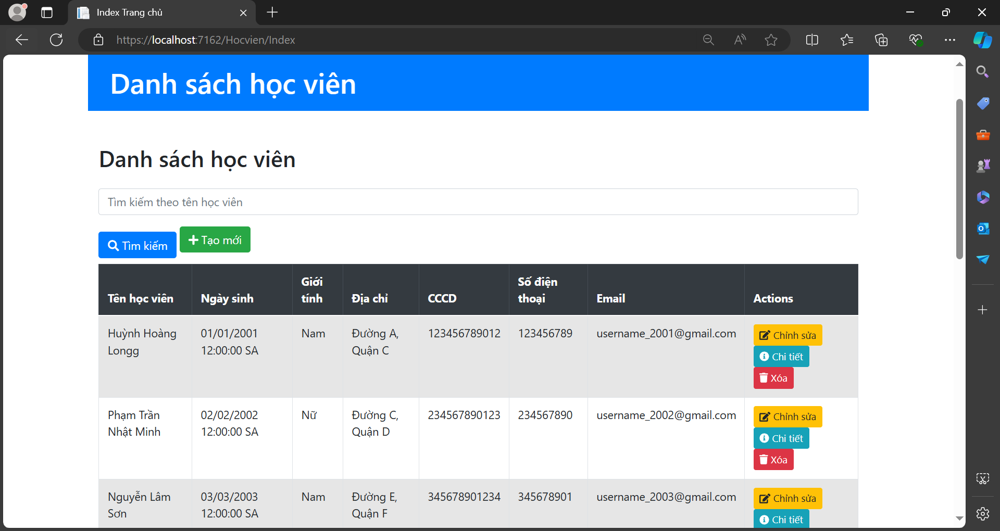 Index Trang chủ
https://localhost:7162/Hocvien/Index
Danh sách học viên
Danh sách học viên
Tìm kiếm theo tên học viên
Tìm kiếm
Tạo mới
Tên học viên
Ngày sinh
Giới
tính
Địa chỉ
CCCD
Số điện
thoại
Email
Actions
Huỳnh Hoàng
Longg
01/01/2001
12:00:00 SA
Nam
Đường A,
Quận C
123456789012
123456789
username_2001@gmail.com
Chỉnh sửa
Chi tiết
Xóa
Phạm Trần
Nhật Minh
02/02/2002
12:00:00 SA
Nữ
Đường C,
Quận D
234567890123
234567890
username_2002@gmail.com
Chỉnh sửa
Chi tiết
Xóa
Nguyễn Lâm
Sơn
03/03/2003
12:00:00 SA
Nam
Đường E,
Quận F
345678901234
345678901
username_2003@gmail.com
Chỉnh sửa
Chi tiết